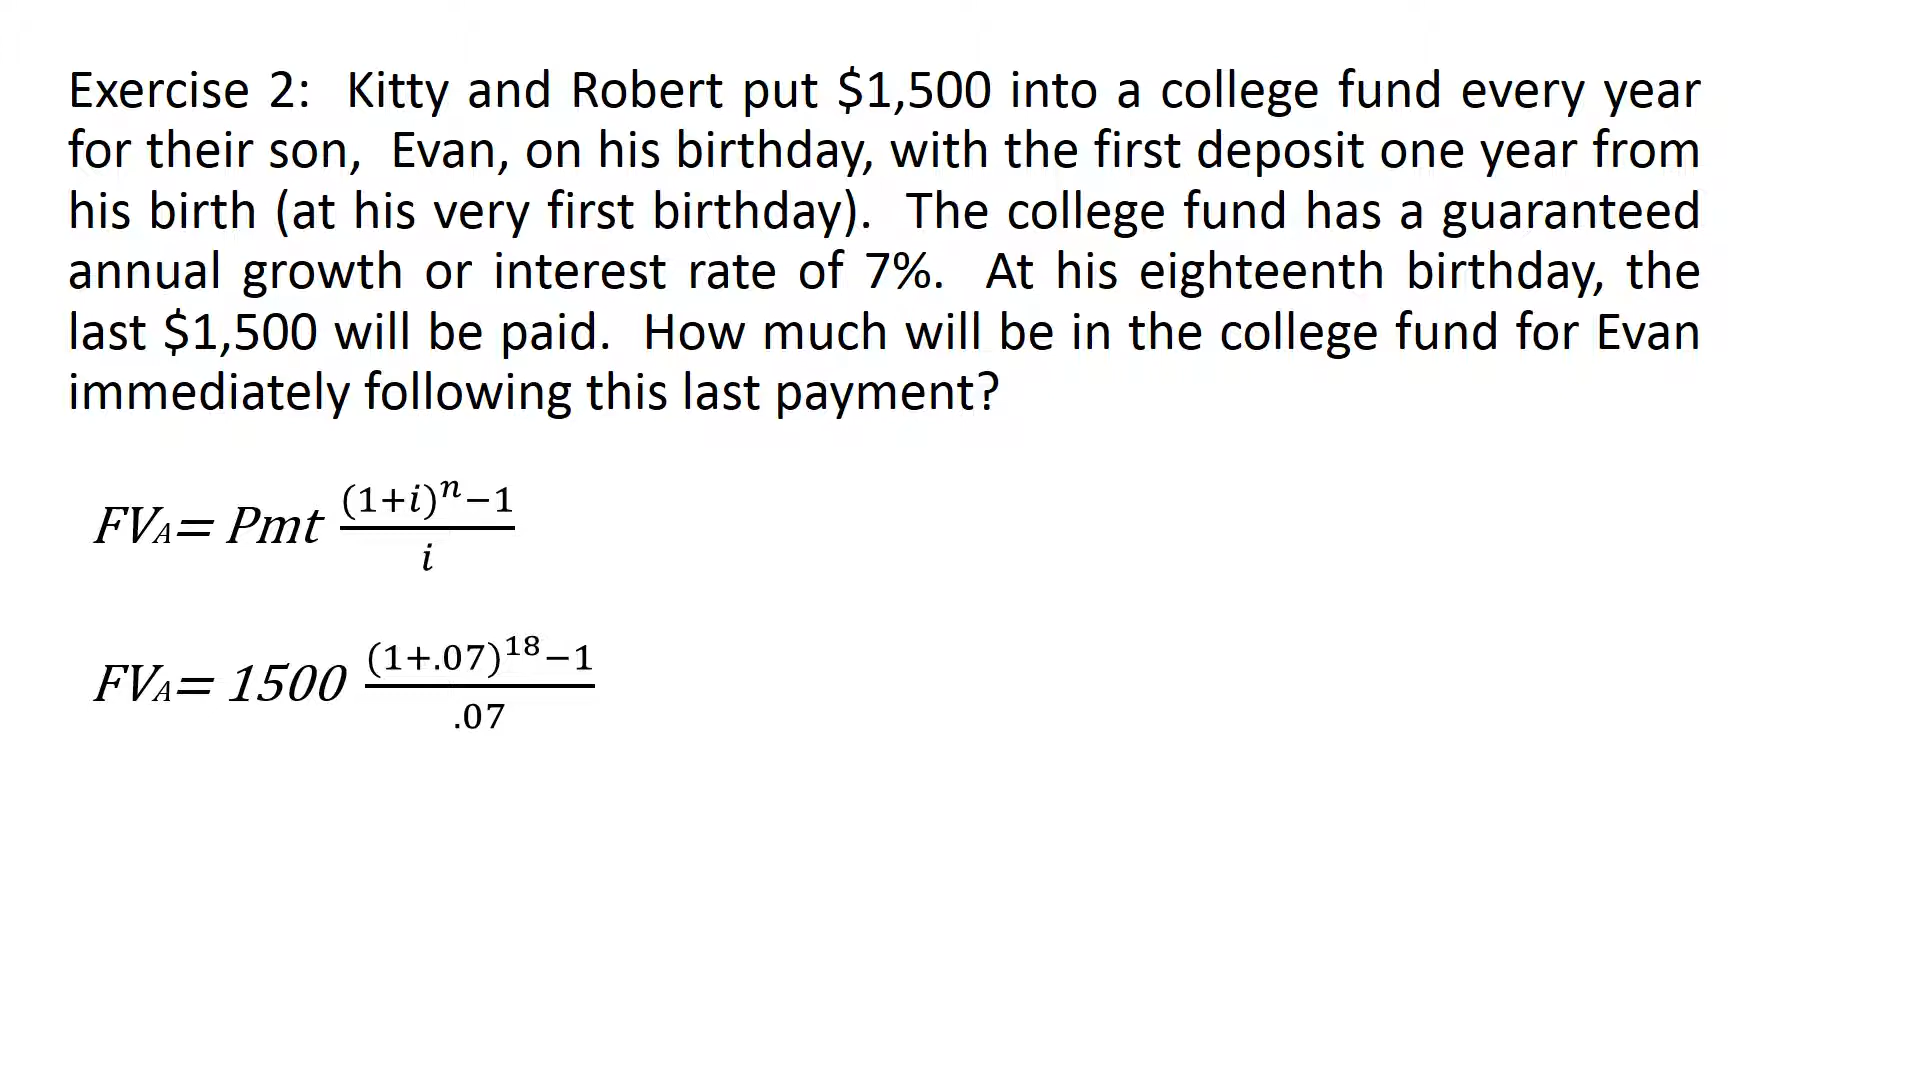 Exercise 2:  Kitty and Robert put $1,500 into a college fund every year
for their son,  Evan, on his birthday, with the first deposit one year from
his birth (at his very first birthday).  The college fund has a guaranteed
annual growth or interest rate of 7%.  At his eighteenth birthday, the
last $1,500 will be paid.  How much will be in the college fund for Evan
immediately following this last payment?
FVA= Pmt ((1+i)^n−1)/i
FVA= 1500 ((1+.07)^18−1)/.07